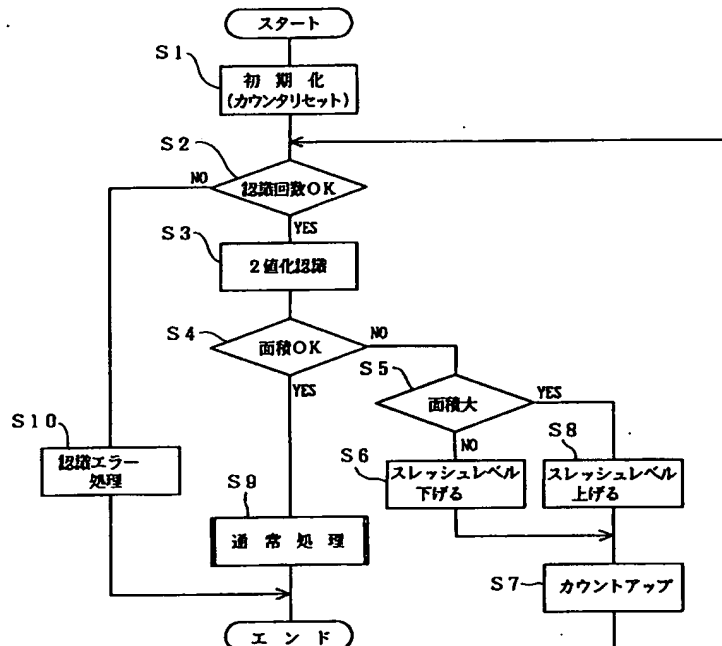 スタート
S1
初 期 化
(カウンタリセット)
S2
NO
認識回数OK
YES
S3
2値化認識
S4
面積OK
NO
YES
S5
面積大
YES
NO
S10
認識エラー
処理
S6
スレッシュレベル
下げる
S8
スレッシュレベル
上げる
S9
通 常 処 理
S7
カウントアップ
エ ン ド